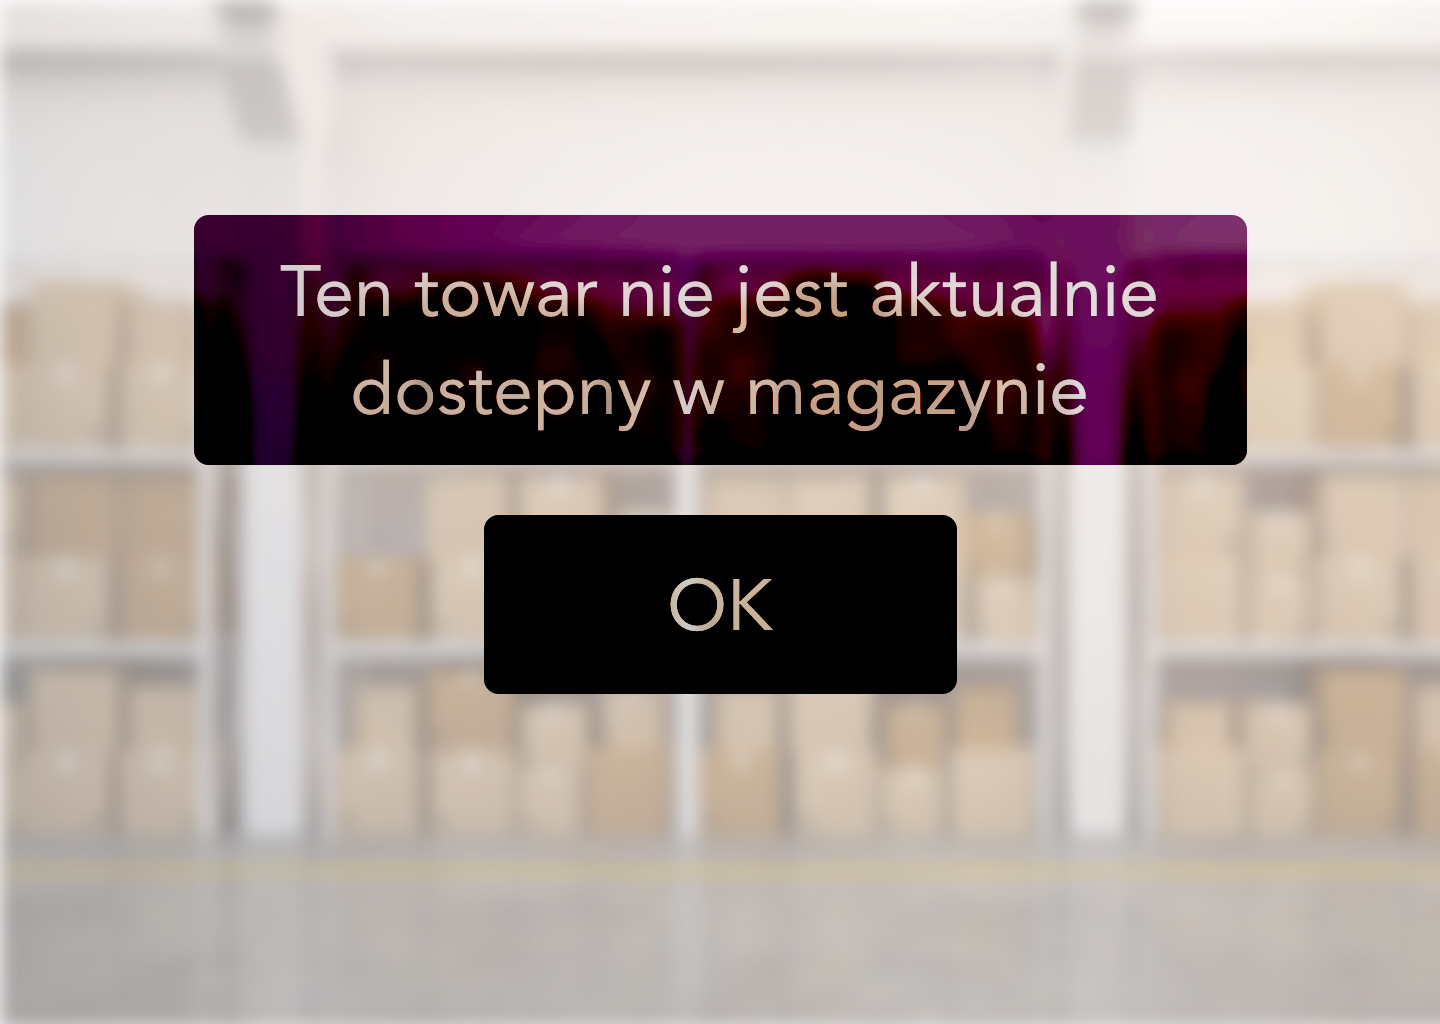 Ten towar nie jest aktualnie
dostepny w magazynie
OK